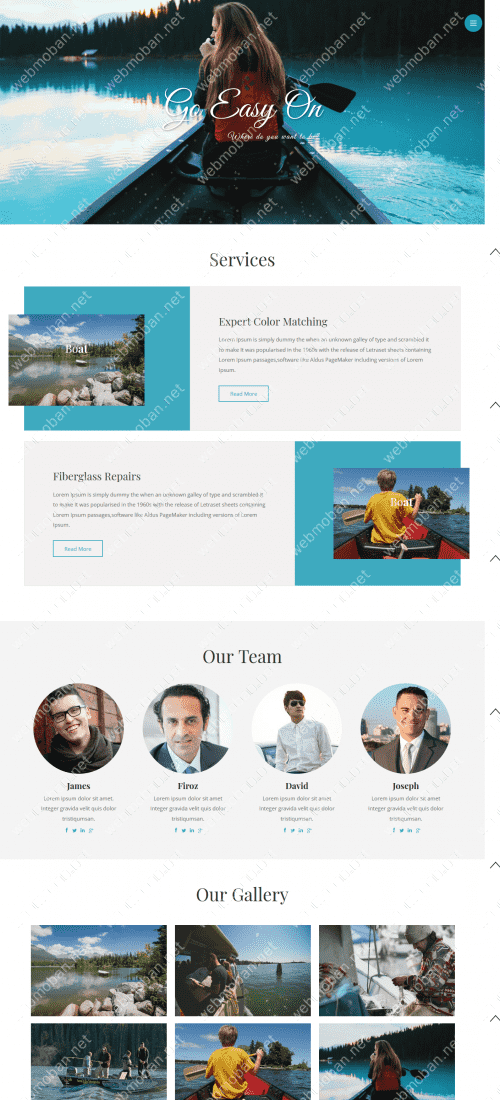 Go Easy On
Where do you want to be
Services
Boat
Expert Color Matching
Lorem Ipsum is simply dummy the when an unknown galley of type and scrambled it
to make it was popularised in the 1960s with the release of Letraset sheets containing
Lorem Ipsum passages,software like Aldus PageMaker including versions of Lorem
Ipsum.
Read More
Fiberglass Repairs
Lorem Ipsum is simply dummy the when an unknown galley of type and scrambled it
to make it was popularised in the 1960s with the release of Letraset sheets containing
Lorem Ipsum passages,software like Aldus PageMaker including versions of Lorem
Ipsum.
Read More
Boat
Our Team
James
Firoz
David
Joseph
Lorem ipsum dolor sit amet
Lorem ipsum dolor sit amet
Lorem ipsum dolor sit amet
Lorem ipsum dolor sit amet
Integer gravida velit quis dolor
Integer gravida velit quis dolor
Integer gravida velit quis dolor
Integer gravida velit quis dolor
tristiqumsan.
tristiqumsan.
tristiqumsan.
tristiqumsan.
Our Gallery
webmoban.net